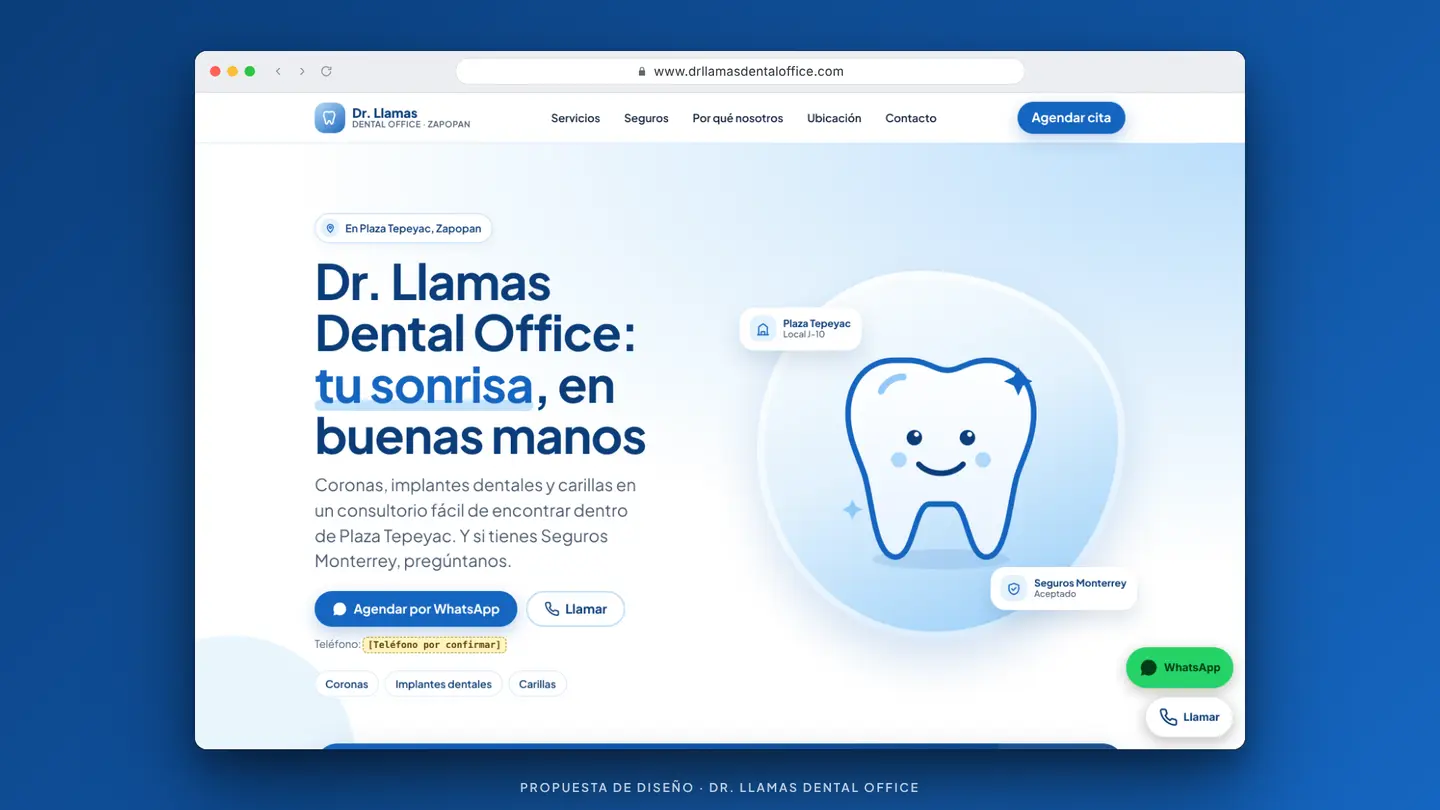 www.drllamasdentaloffice.com
Dr. Llamas
DENTAL OFFICE · ZAPOPAN
Servicios
Seguros
Por qué nosotros
Ubicación
Contacto
Agendar cita
En Plaza Tepeyac, Zapopan
Dr. Llamas
Dental Office:
tu sonrisa, en
buenas manos
Coronas, implantes dentales y carillas en
un consultorio fácil de encontrar dentro
de Plaza Tepeyac. Y si tienes Seguros
Monterrey, pregúntanos.
Agendar por WhatsApp
Llamar
Teléfono: [Teléfono por confirmar]
Coronas
Implantes dentales
Carillas
Plaza Tepeyac
Local J-10
Seguros Monterrey
Aceptado
WhatsApp
Llamar
PROPUESTA DE DISEÑO · DR. LLAMAS DENTAL OFFICE